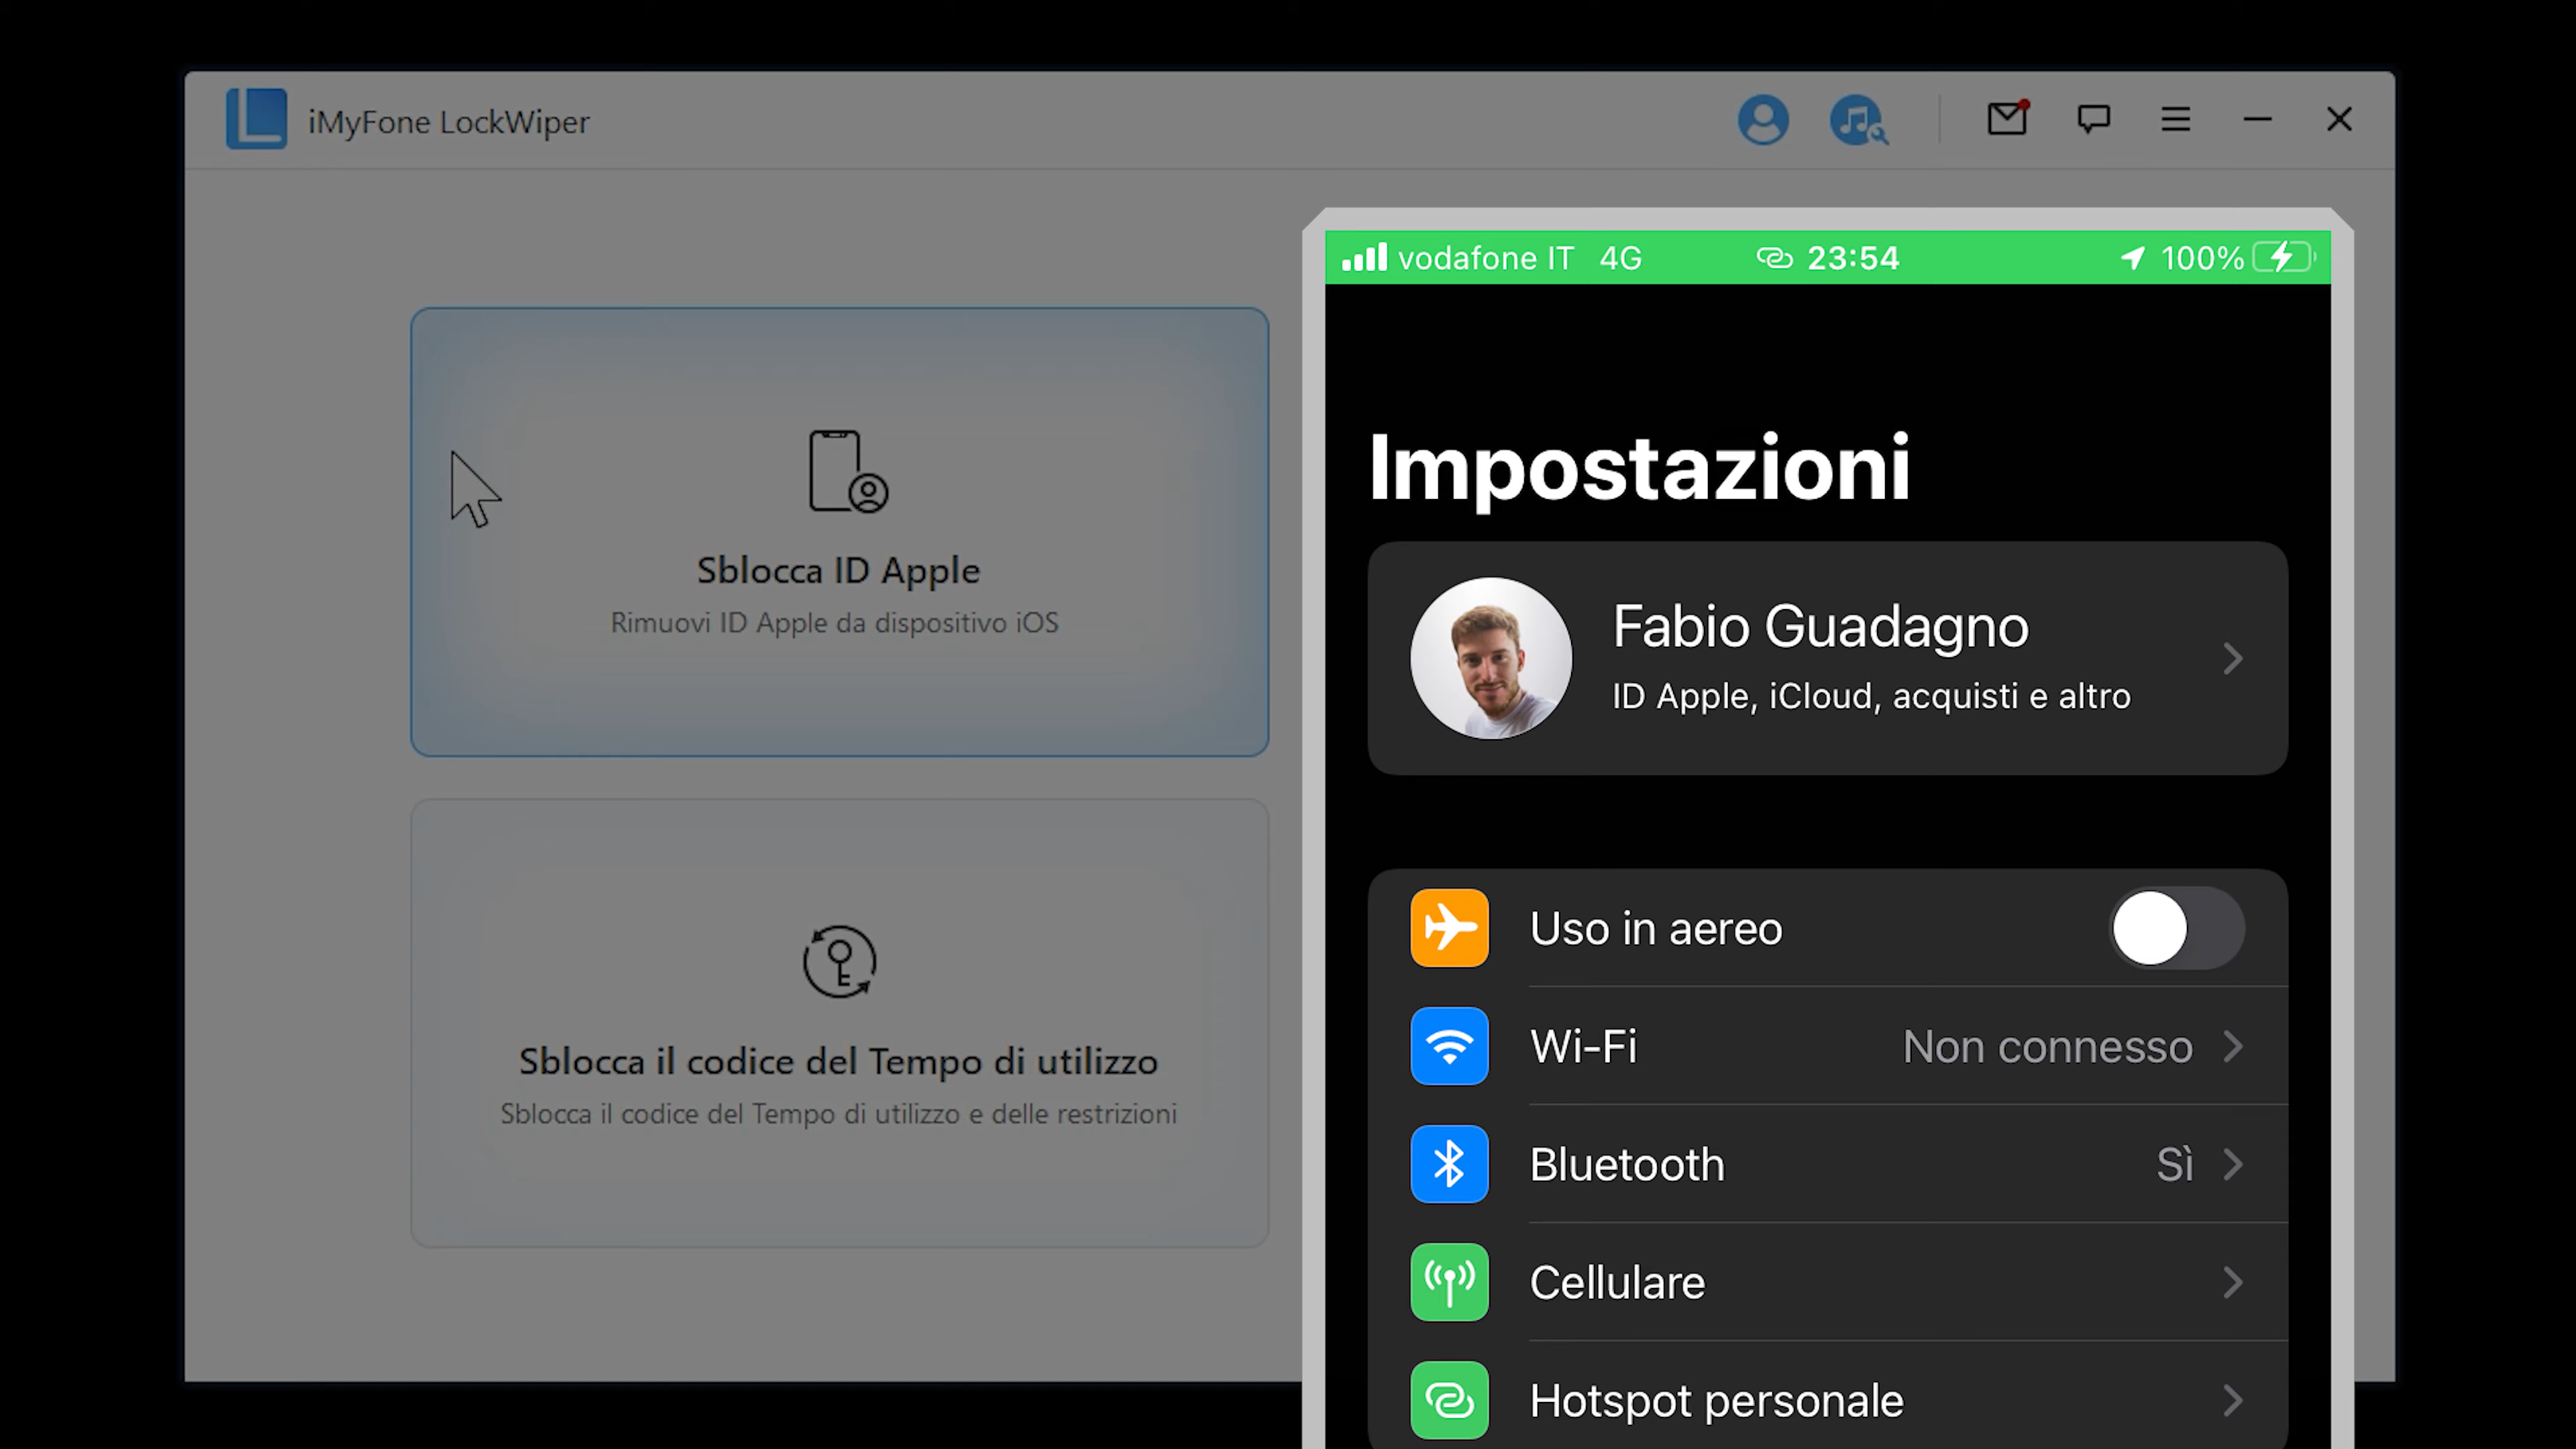 iMyFone LockWiper
Sblocca ID Apple
Rimuovi ID Apple da dispositivo iOS
Sblocca il codice del Tempo di utilizzo
Sblocca il codice del Tempo di utilizzo e delle restrizioni
vodafone IT 4G 23:54 100%
Impostazioni
Fabio Guadagno
ID Apple, iCloud, acquisti e altro
Uso in aereo
Wi-Fi Non connesso
Bluetooth Sì
Cellulare
Hotspot personale